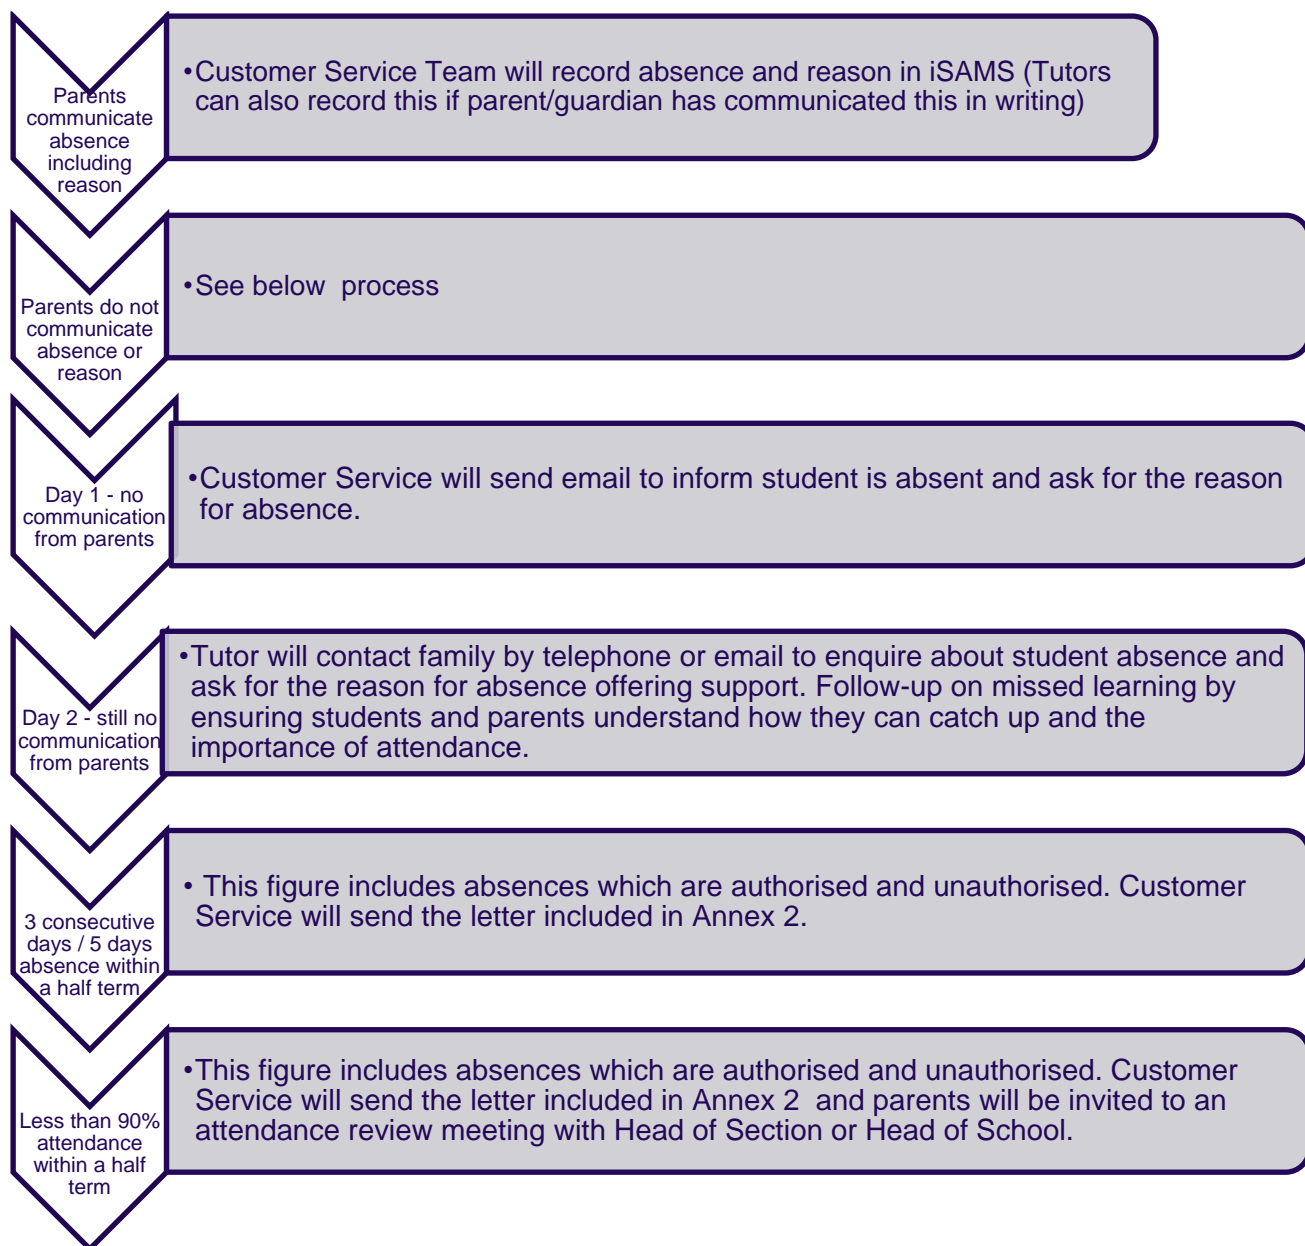 Parents
communicate
absence
including
reason
•Customer Service Team will record absence and reason in iSAMS (Tutors
can also record this if parent/guardian has communicated this in writing)
Parents do not
communicate
absence or
reason
•See below  process
Day 1 - no
communication
from parents
•Customer Service will send email to inform student is absent and ask for the reason
for absence.
Day 2 - still no
communication
from parents
•Tutor will contact family by telephone or email to enquire about student absence and
ask for the reason for absence offering support. Follow-up on missed learning by
ensuring students and parents understand how they can catch up and the
importance of attendance.
3 consecutive
days / 5 days
absence within
a half term
• This figure includes absences which are authorised and unauthorised. Customer
Service will send the letter included in Annex 2.
Less than 90%
attendance
within a half
term
•This figure includes absences which are authorised and unauthorised. Customer
Service will send the letter included in Annex 2  and parents will be invited to an
attendance review meeting with Head of Section or Head of School.